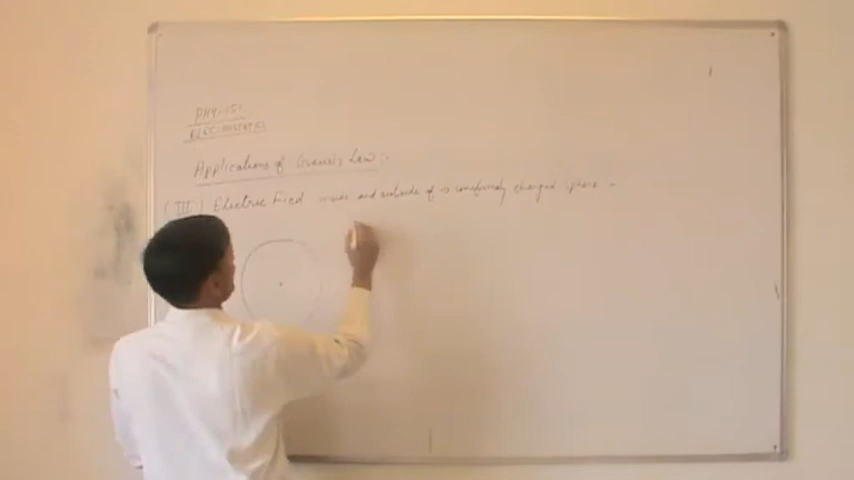 PHY-151
ELECTROSTATICS
Applications of Gauss's Law :-
(III) Electric Field inside and outside of a uniformly charged sphere -